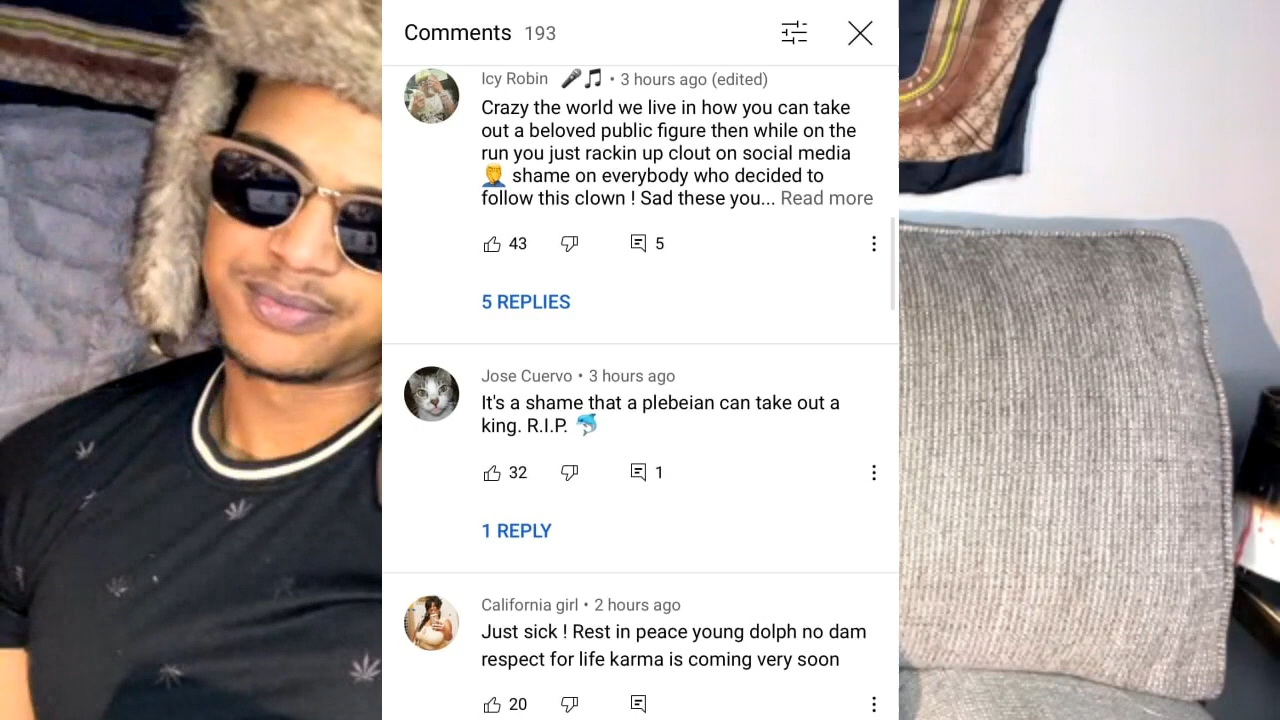 Comments 193
Icy Robin 🎤🎵 • 3 hours ago (edited)
Crazy the world we live in how you can take
out a beloved public figure then while on the
run you just rackin up clout on social media
🤦‍♂️ shame on everybody who decided to
follow this clown ! Sad these you... Read more
43 5
5 REPLIES
Jose Cuervo • 3 hours ago
It's a shame that a plebeian can take out a
king. R.I.P. 🐬
32 1
1 REPLY
California girl • 2 hours ago
Just sick ! Rest in peace young dolph no dam
respect for life karma is coming very soon
20